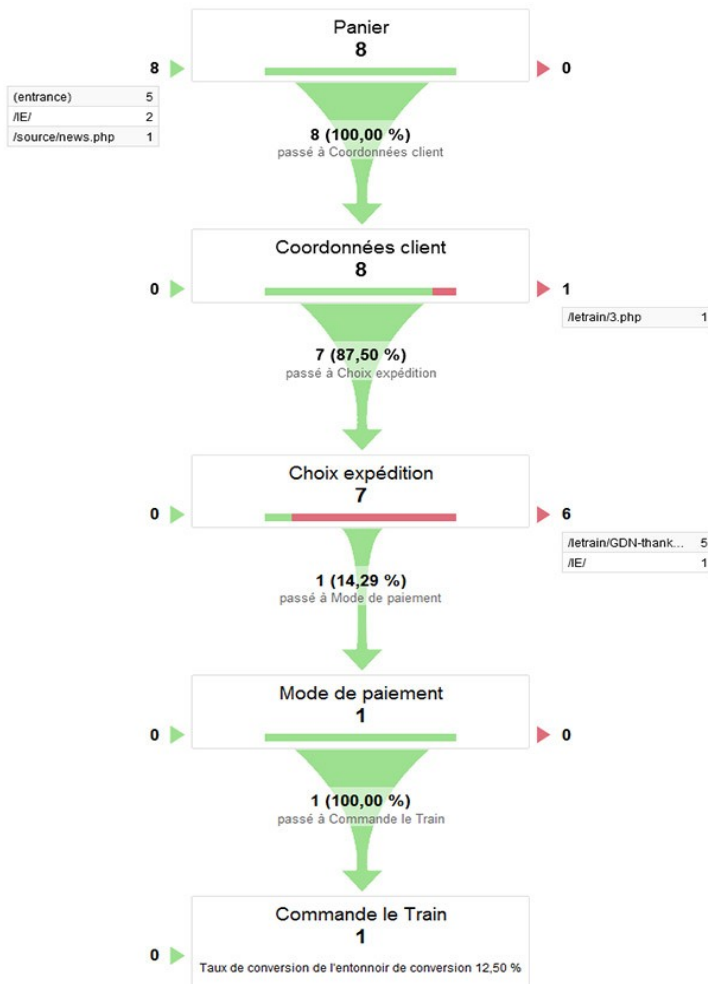 Panier
8
8
0
(entrance) 5
/IE/ 2
/source/news.php 1
8 (100,00 %)
passé à Coordonnées client
Coordonnées client
8
0
1
/letrain/3.php 1
7 (87,50 %)
passé à Choix expédition
Choix expédition
7
0
6
/letrain/GDN-thank... 5
/IE/ 1
1 (14,29 %)
passé à Mode de paiement
Mode de paiement
1
0
0
1 (100,00 %)
passé à Commande le Train
Commande le Train
1
0
Taux de conversion de l'entonnoir de conversion 12,50 %